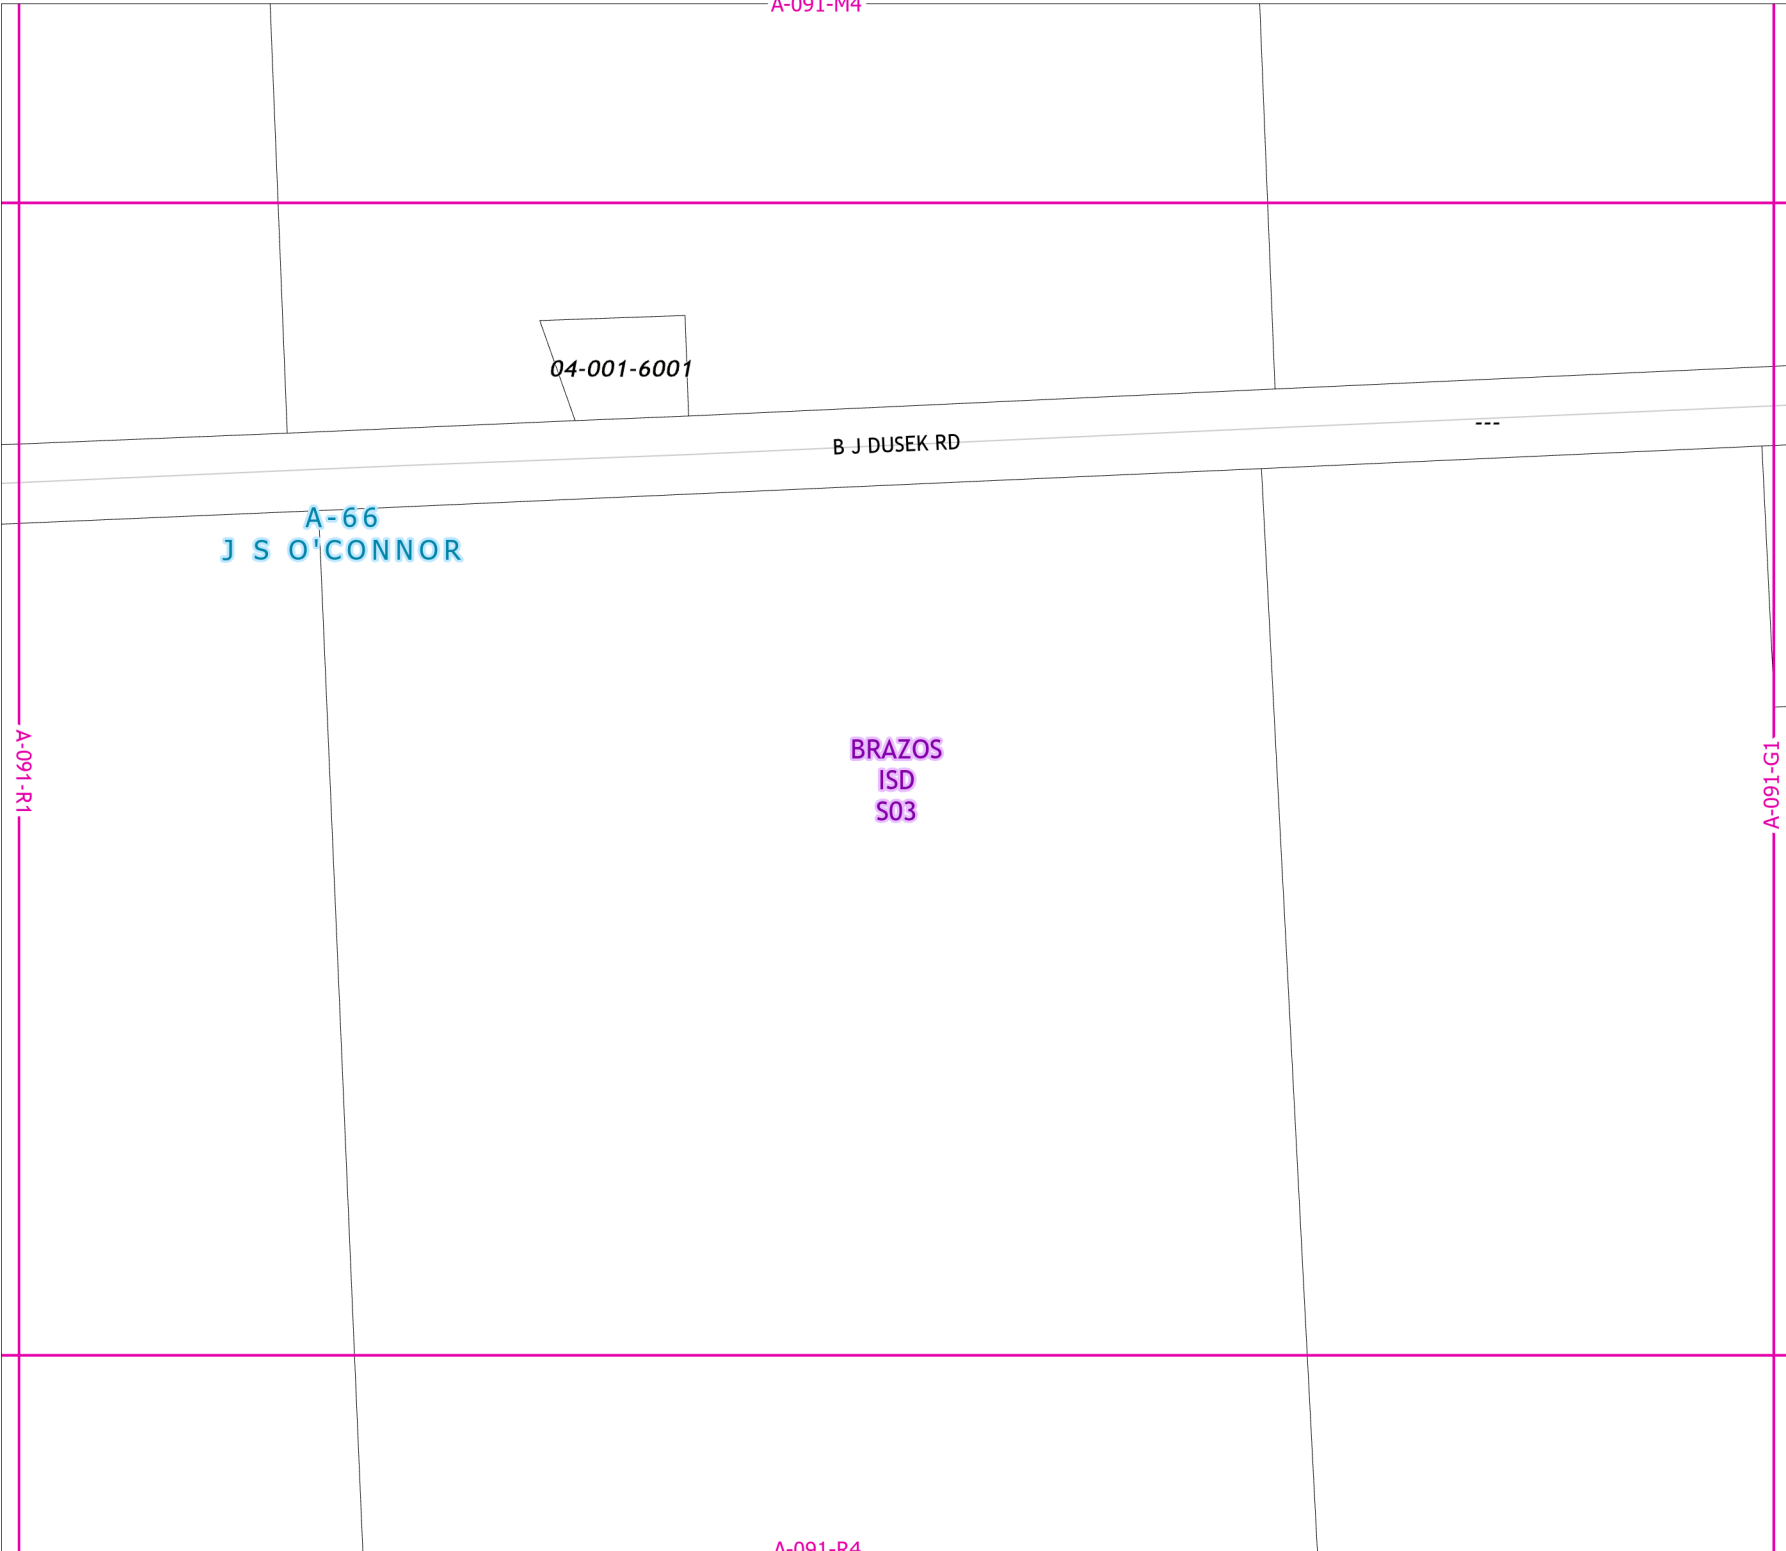 A-091-M4
04-001-6001
---
B J DUSEK RD
A-66
J S O'CONNOR
BRAZOS
ISD
S03
A-091-R1
A-091-G1
A-091-R4